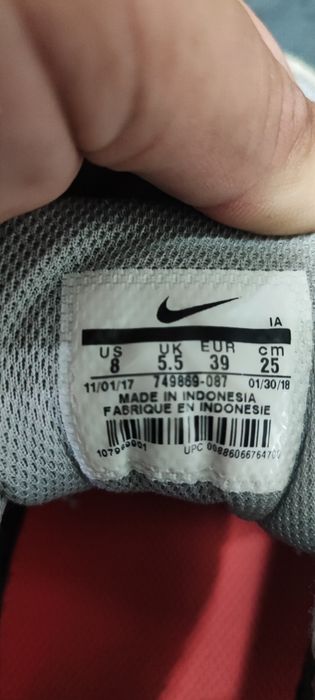 IA
US UK EUR cm
8 5.5 39 25
11/01/17 749869-087 01/30/18
MADE IN INDONESIA
FABRIQUE EN INDONESIE
UPC